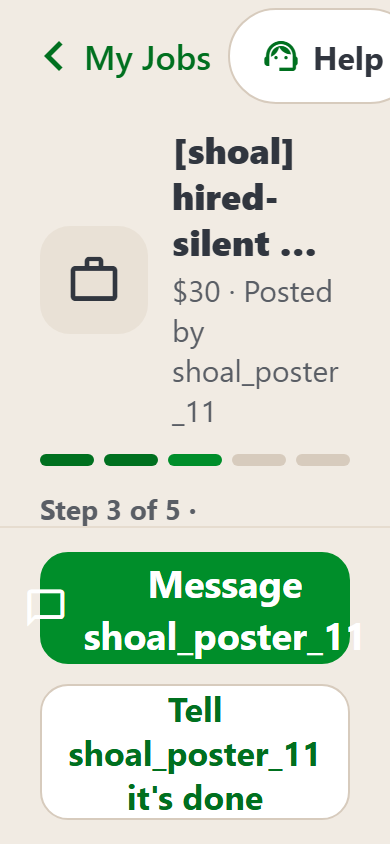 My Jobs
Help
[shoal]
hired-
silent ...
$30 · Posted
by
shoal_poster
_11
Step 3 of 5 ·
Message
shoal_poster_11
Tell
shoal_poster_11
it's done